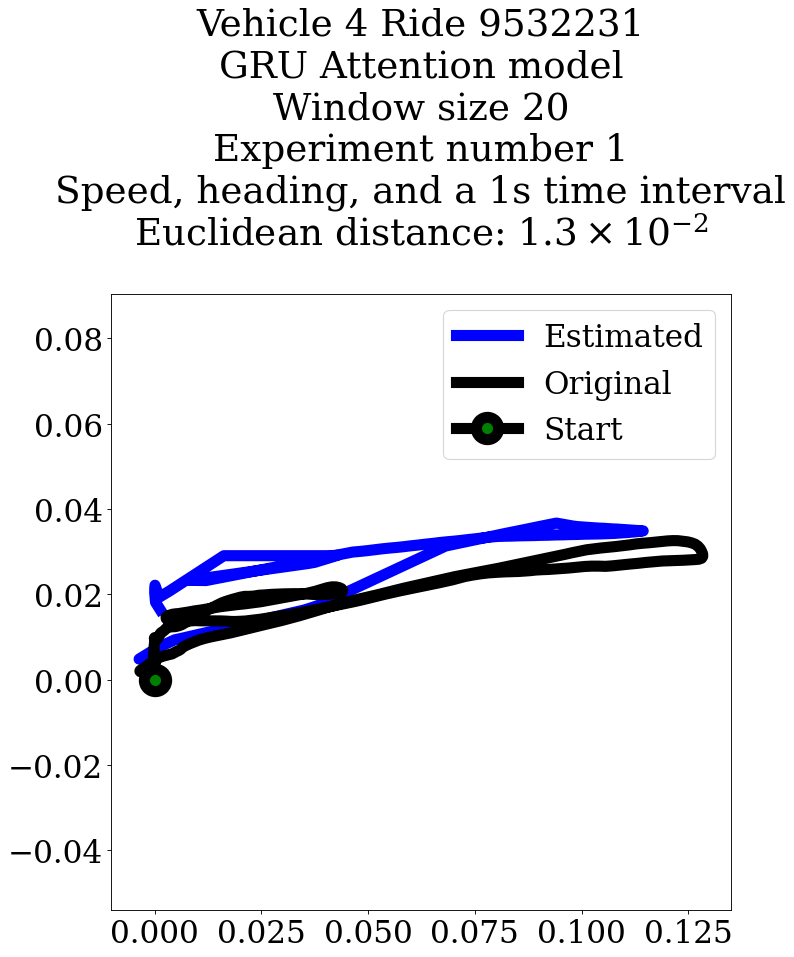 Vehicle 4 Ride 9532231
GRU Attention model
Window size 20
Experiment number 1
Speed, heading, and a 1s time interval
Euclidean distance: 1.3 × 10⁻²
Estimated
Original
Start
0.08
0.06
0.04
0.02
0.00
−0.02
−0.04
0.000 0.025 0.050 0.075 0.100 0.125